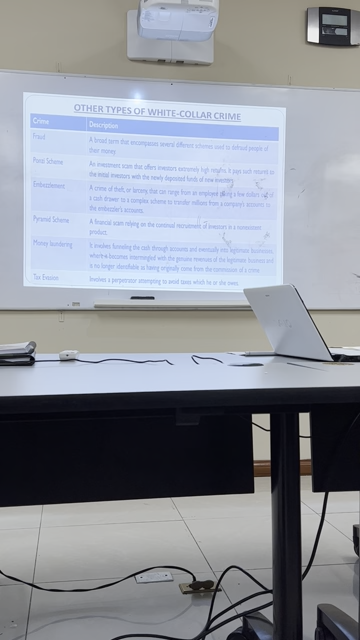 OTHER TYPES OF WHITE-COLLAR CRIME
Crime Description
Fraud A broad term that encompasses several different schemes used to defraud people of
their money
Ponzi Scheme An investment scam that offers investors extremely high returns. It pays such returns to
the initial investors with the newly deposited funds of new investors
Embezzlement A crime of theft, or larceny, that can range from an employee taking a few dollars out of
a cash drawer to a complex scheme to transfer millions from a company's accounts to
the embezzler's accounts.
Pyramid Scheme A financial scam relying on the continual recruitment of investors in a nonexistent
product
Money laundering It involves funneling the cash through accounts and eventually into legitimate businesses,
where it becomes intermingled with the genuine revenues of the legitimate business and
is no longer identifiable as having originally come from the commission of a crime
Tax Evasion Involves a perpetrator attempting to avoid taxes which he or she owes.